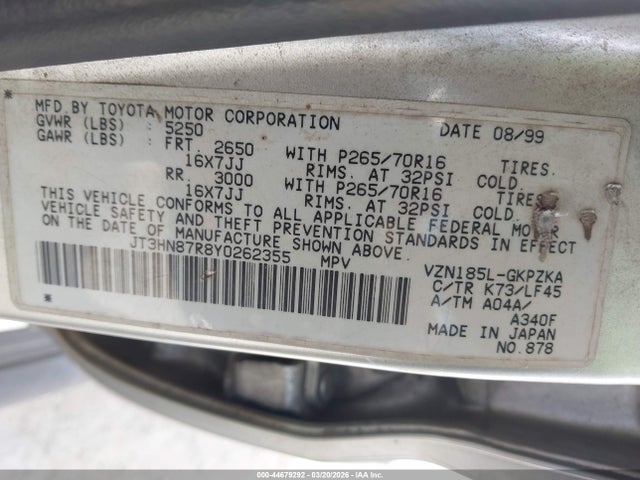 MFD. BY TOYOTA MOTOR CORPORATION DATE 08/99
GVWR (LBS) : 5250
GAWR (LBS) : FRT. 2650 WITH P265/70R16 TIRES.
16X7JJ RIMS. AT 32PSI COLD.
RR. 3000 WITH P265/70R16 TIRES.
16X7JJ RIMS. AT 32PSI COLD.
THIS VEHICLE CONFORMS TO ALL APPLICABLE FEDERAL MOTOR
VEHICLE SAFETY AND THEFT PREVENTION STANDARDS IN EFFECT
ON THE DATE OF MANUFACTURE SHOWN ABOVE.
JT3HN87R8Y0262355 MPV
VZN185L-GKPZKA
C/TR K73/LF45
A/TM A04A/
A340F
MADE IN JAPAN
NO.878
000-44679292 | 03/20/2026 - IAA, Inc.